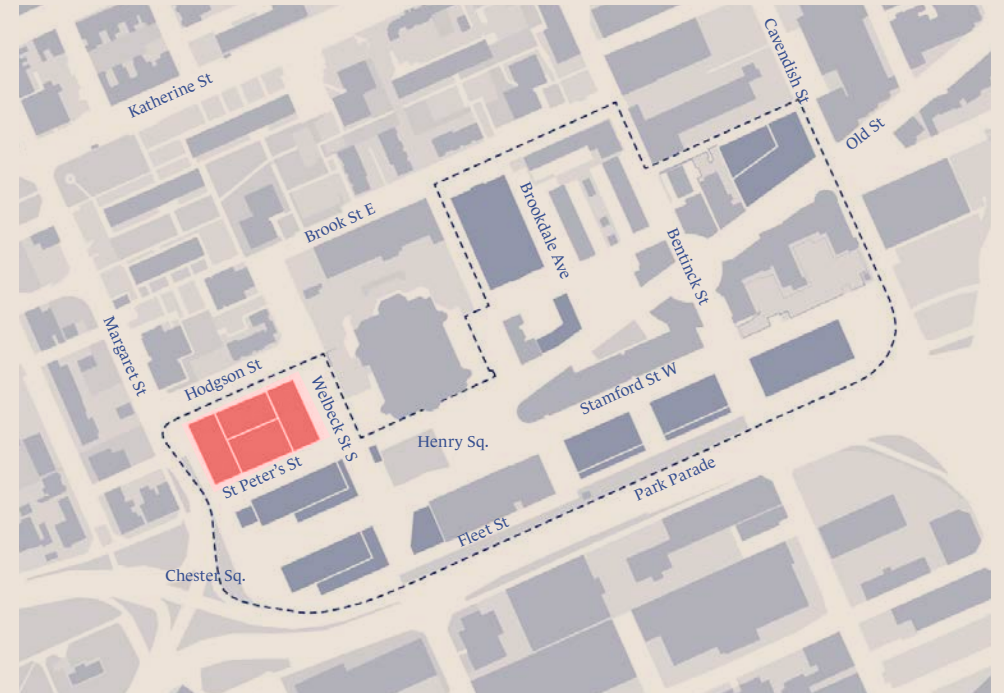 Cavendish St
Katherine St
Old St
Brook St E
Brookdale Ave
Bentinck St
Margaret St
Hodgson St
Welbeck St S
Stamford St W
Henry Sq.
St Peter's St
Park Parade
Fleet St
Chester Sq.